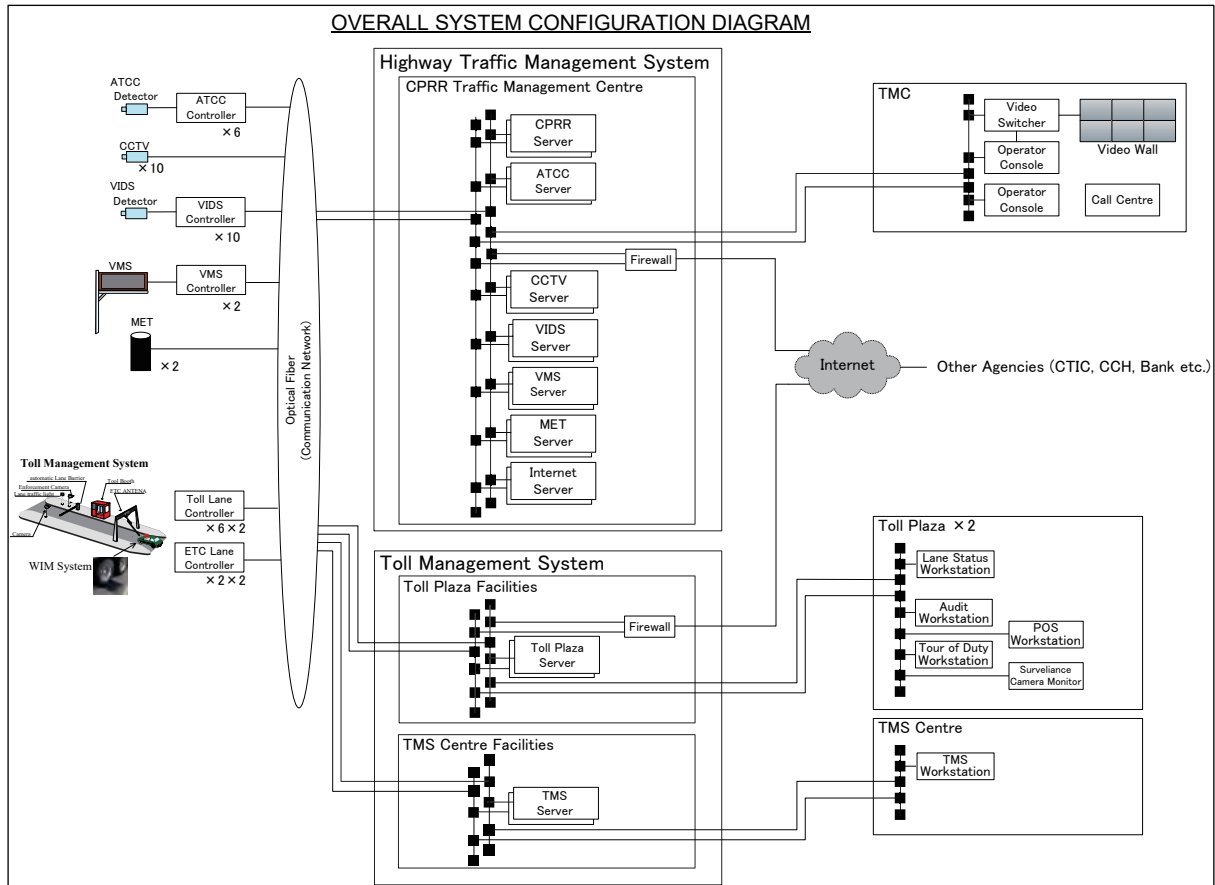 OVERALL SYSTEM CONFIGURATION DIAGRAM
ATCC
Detector
ATCC
Controller
×6
CCTV
×10
VIDS
Detector
VIDS
Controller
×10
VMS
VMS
Controller
×2
MET
×2
Toll Management System
automatic Lane Barrier
Enforcement Camera
Lane traffic light
Tool Booth
ETC ANTENA
Camera
WIM System
Toll Lane
Controller
×6×2
ETC Lane
Controller
×2×2
Optical Fiber
(Communication Network)
Highway Traffic Management System
CPRR Traffic Management Centre
CPRR
Server
ATCC
Server
Firewall
CCTV
Server
VIDS
Server
VMS
Server
MET
Server
Internet
Server
Toll Management System
Toll Plaza Facilities
Firewall
Toll Plaza
Server
TMS Centre Facilities
TMS
Server
TMC
Video
Switcher
Video Wall
Operator
Console
Operator
Console
Call Centre
Internet
Other Agencies (CTIC, CCH, Bank etc.)
Toll Plaza ×2
Lane Status
Workstation
Audit
Workstation
POS
Workstation
Tour of Duty
Workstation
Surveliance
Camera Monitor
TMS Centre
TMS
Workstation